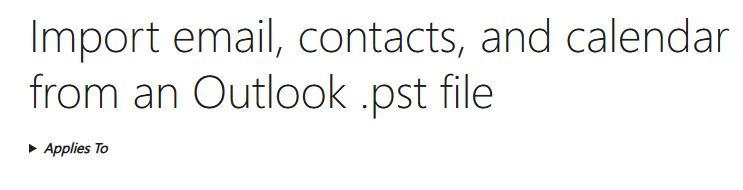 Import email, contacts, and calendar
from an Outlook .pst file
Applies To